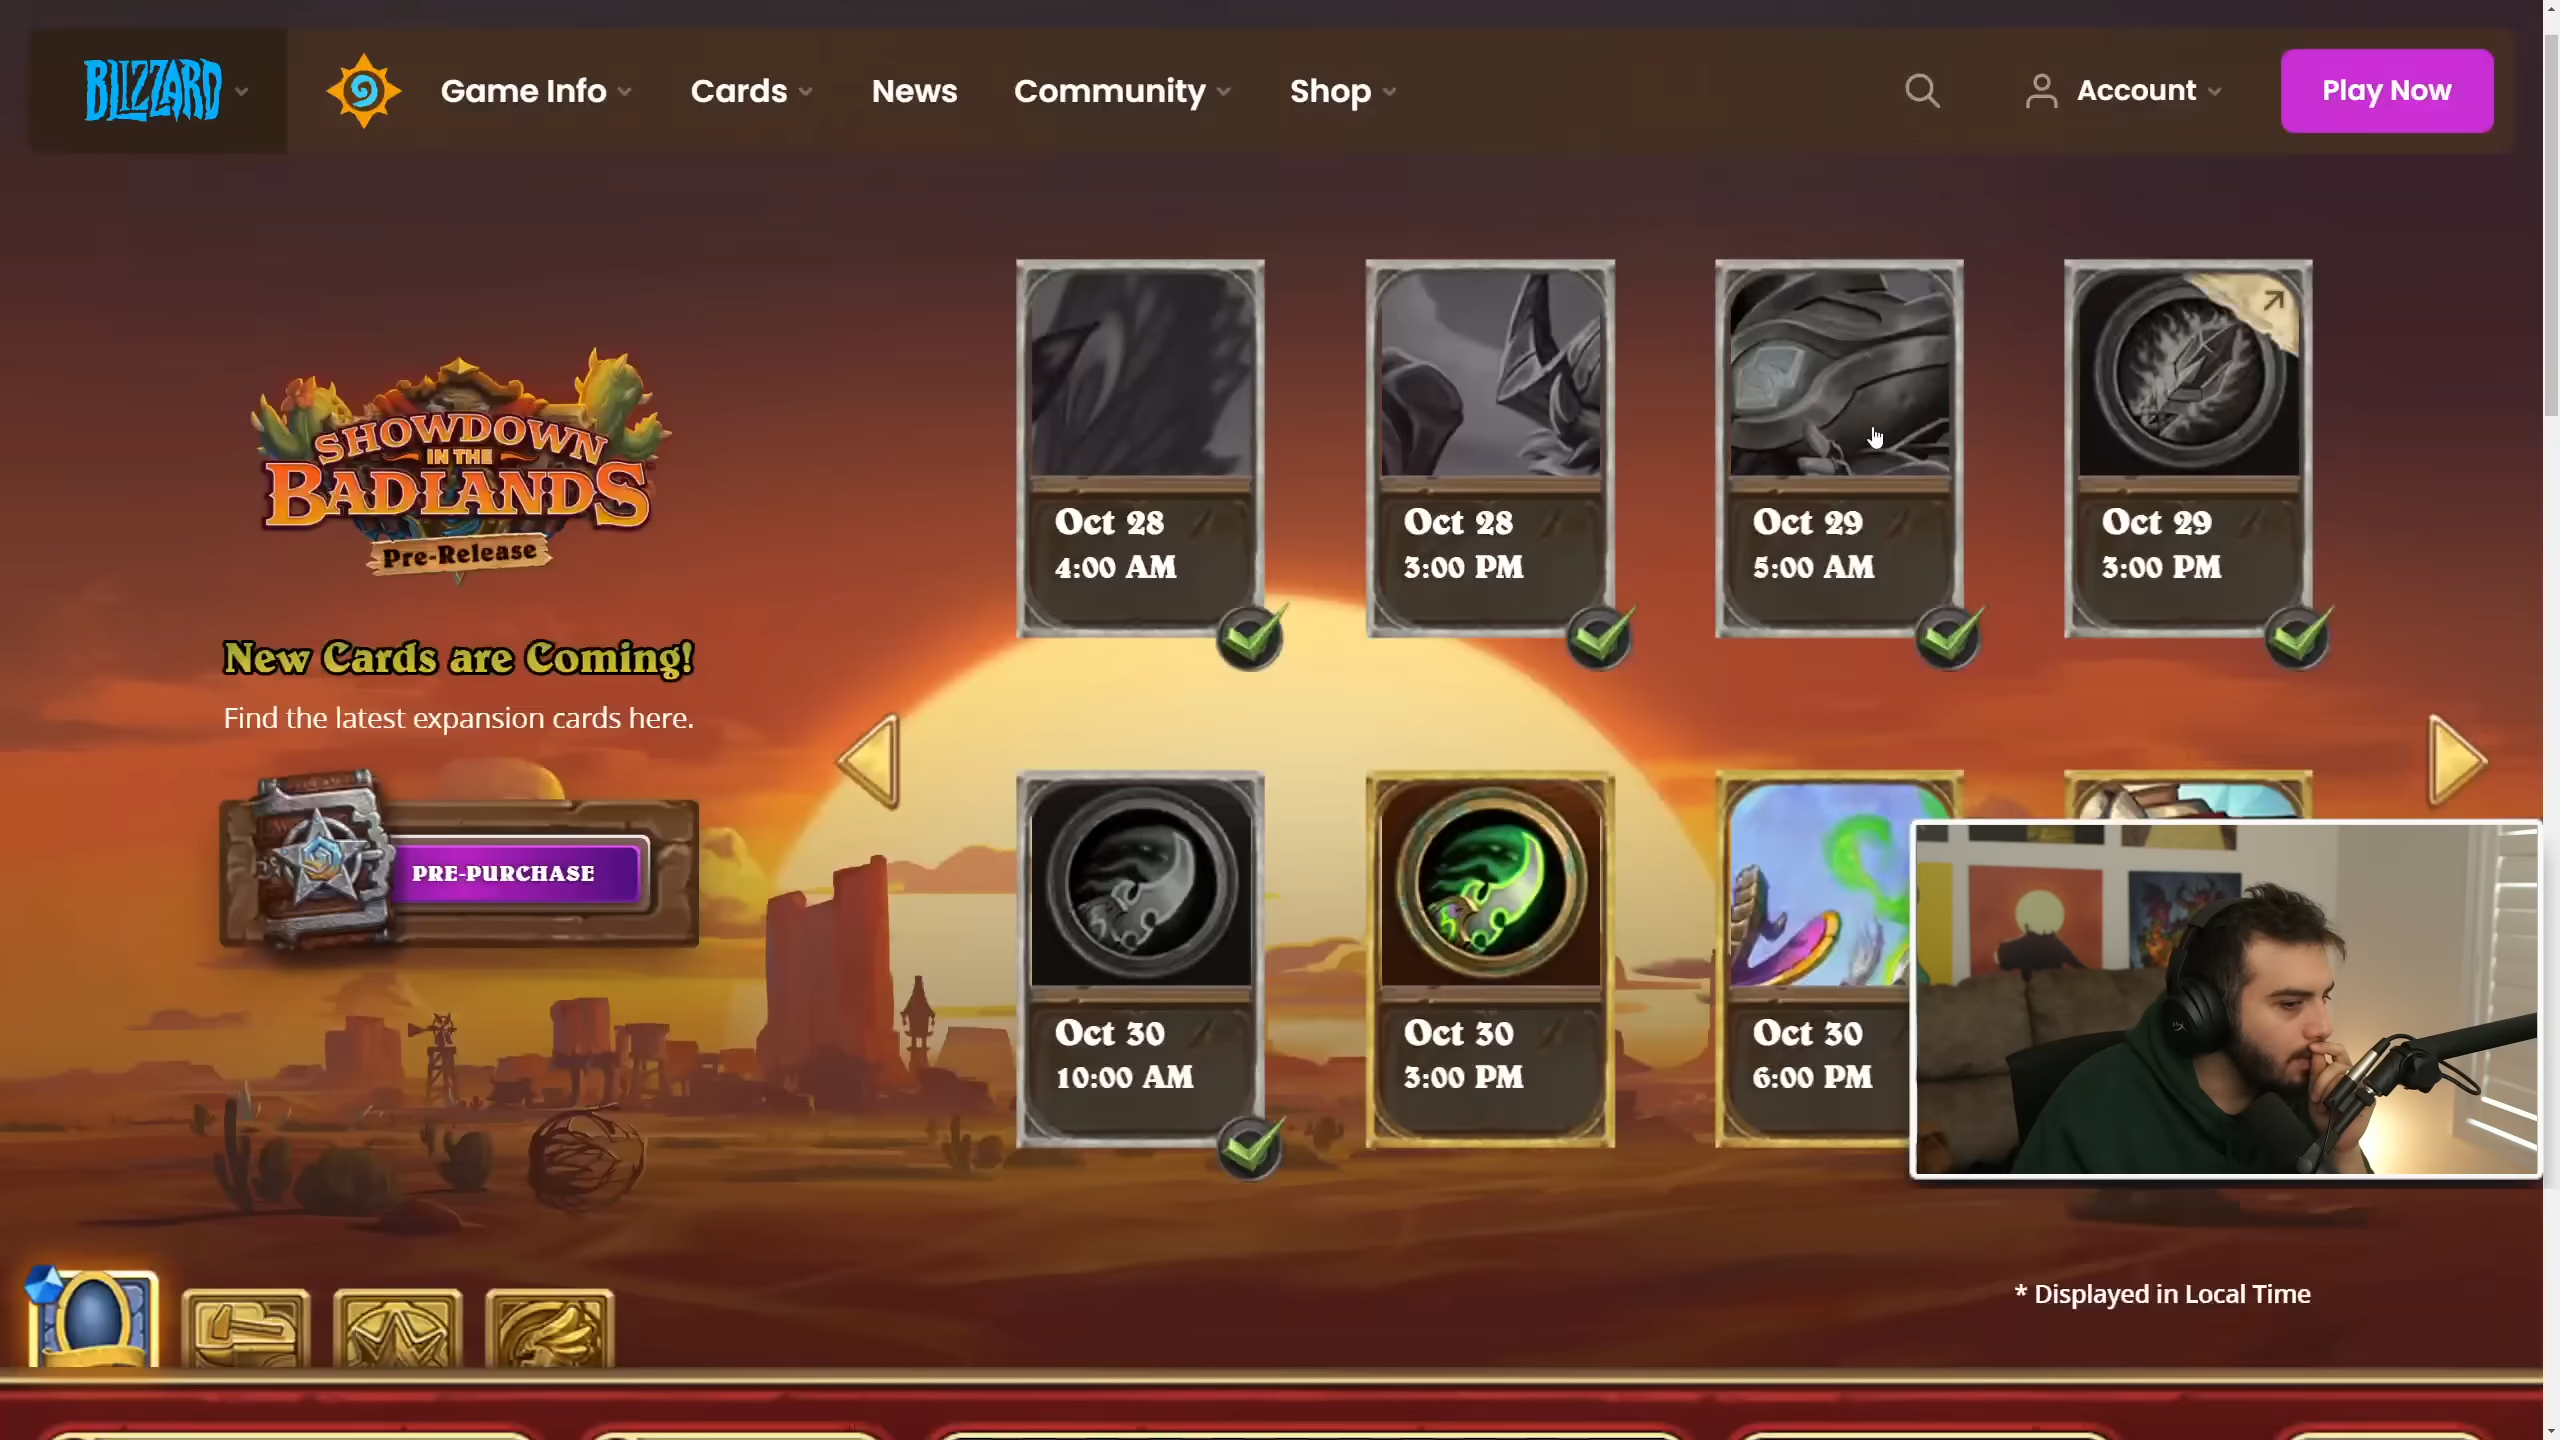 BLIZZARD
Game Info
Cards
News
Community
Shop
Account
Play Now
SHOWDOWN
IN THE
BADLANDS
Pre-Release
New Cards are Coming!
Find the latest expansion cards here.
PRE-PURCHASE
Oct 28
4:00 AM
Oct 28
3:00 PM
Oct 29
5:00 AM
Oct 29
3:00 PM
Oct 30
10:00 AM
Oct 30
3:00 PM
Oct 30
6:00 PM
* Displayed in Local Time